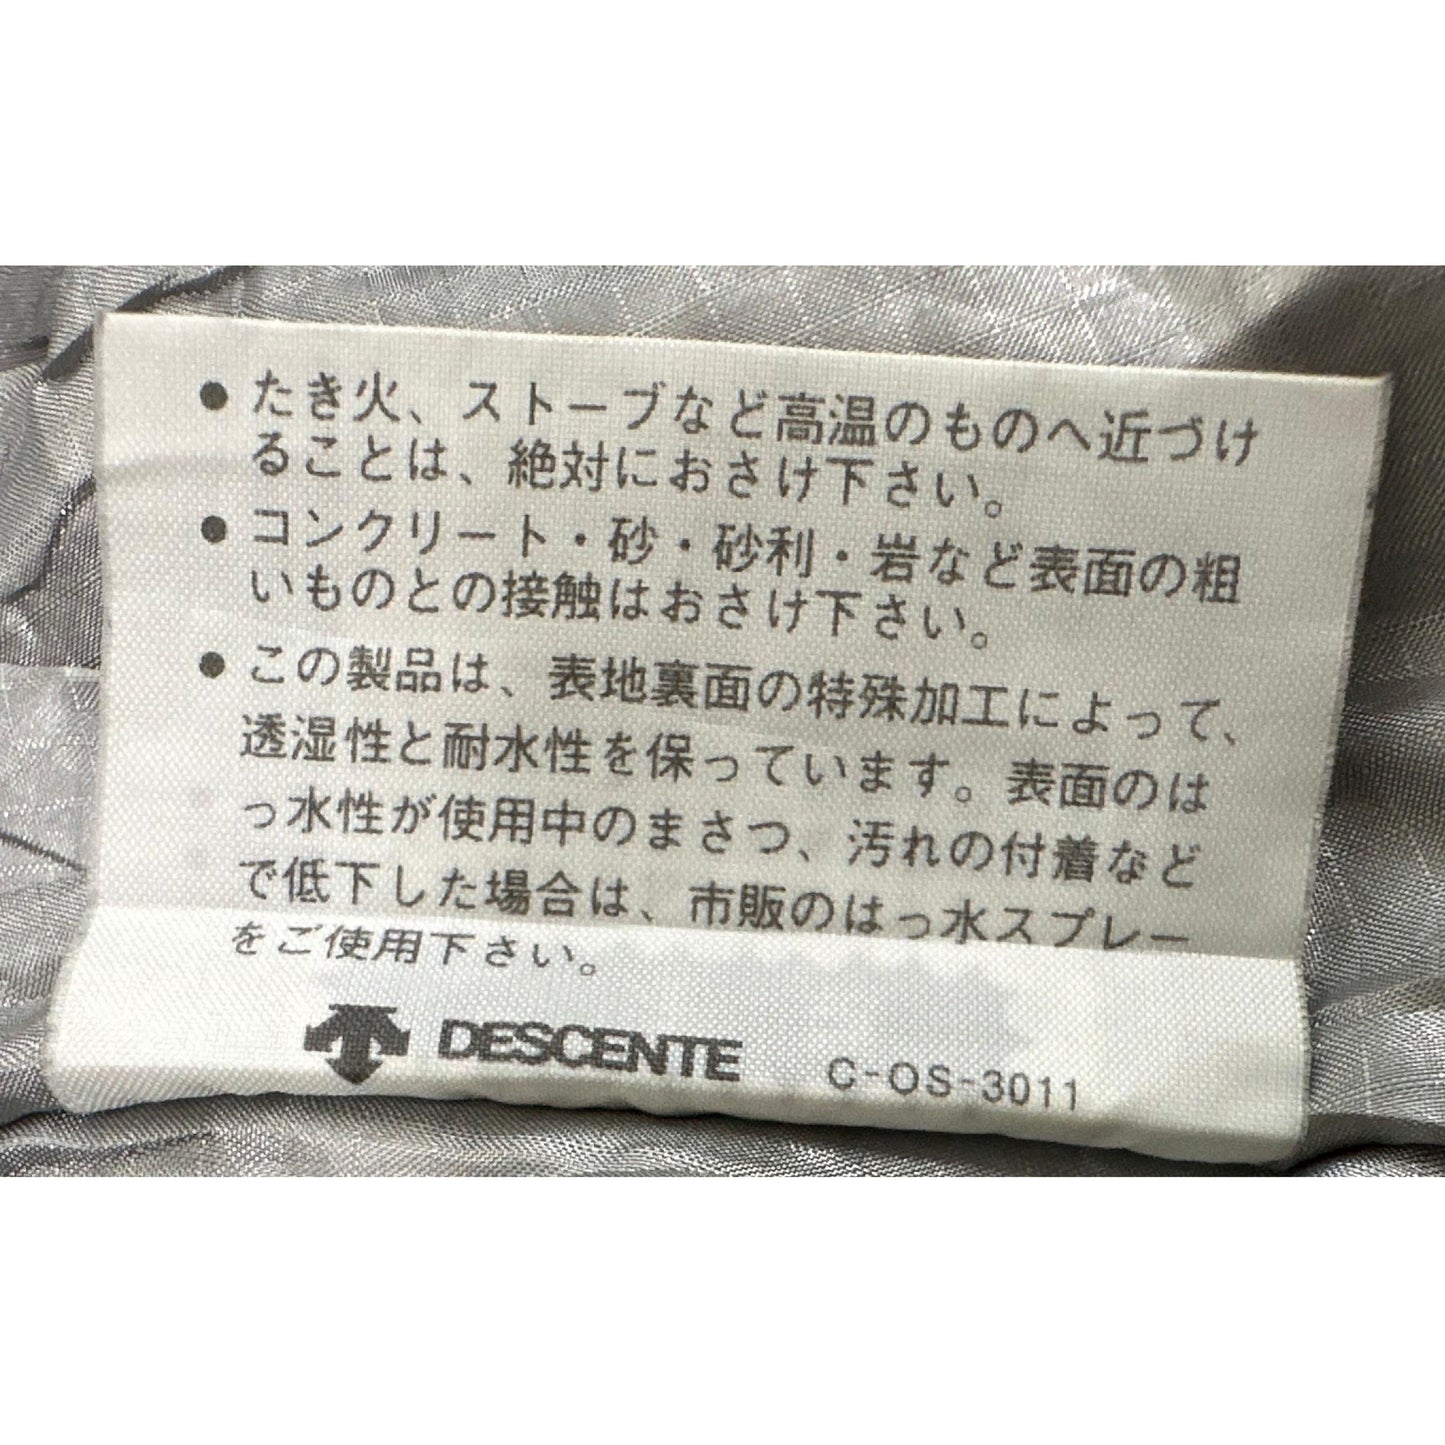 ● たき火、ストーブなど高温のものへ近づけ
ることは、絶対におさけ下さい。
● コンクリート・砂・砂利・岩など表面の粗
いものとの接触はおさけ下さい。
● この製品は、表地裏面の特殊加工によって、
透湿性と耐水性を保っています。表面のは
っ水性が使用中のまさつ、汚れの付着など
で低下した場合は、市販のはっ水スプレー
をご使用下さい。
DESCENTE C-OS-3011